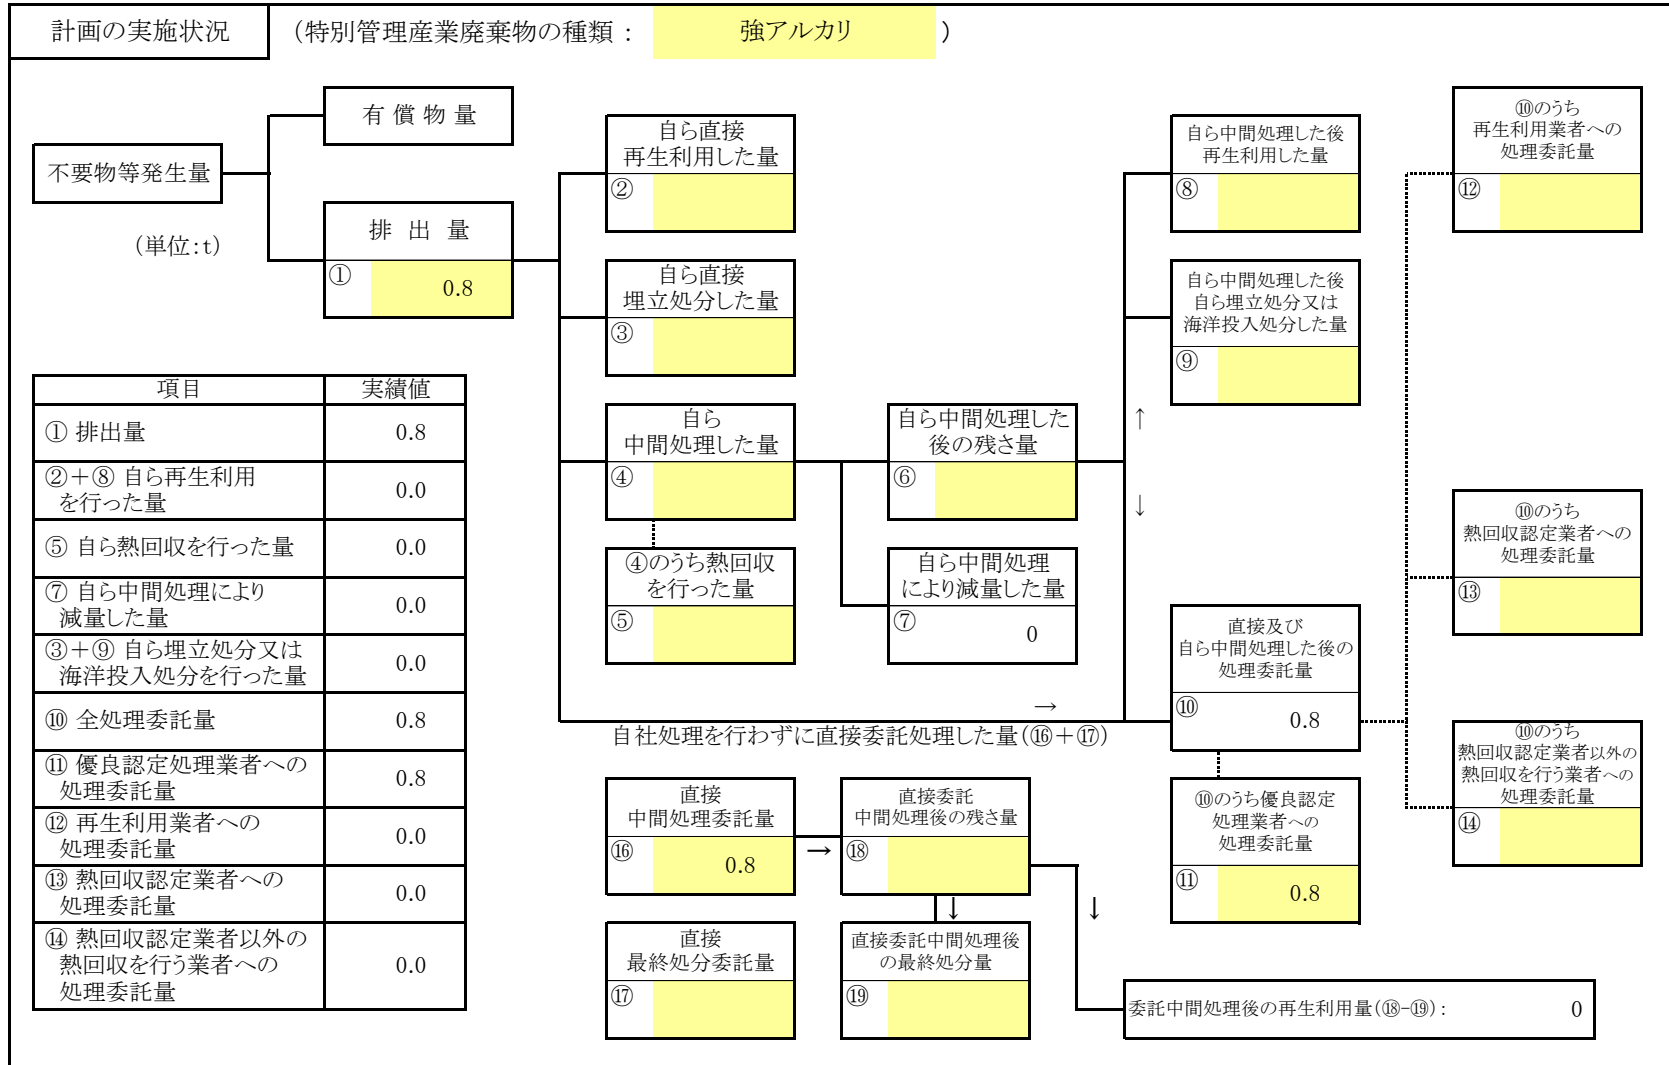 計画の実施状況
（特別管理産業廃棄物の種類：
強アルカリ
）
不要物等発生量
（単位：t）
有 償 物 量
排 出 量
①
0.8
自ら直接
再生利用した量
②
自ら直接
埋立処分した量
③
自ら
中間処理した量
④
④のうち熱回収
を行った量
⑤
自ら中間処理した
後の残さ量
⑥
自ら中間処理
により減量した量
⑦
0
自ら中間処理した後
再生利用した量
⑧
自ら中間処理した後
自ら埋立処分又は
海洋投入処分した量
⑨
↑
↓
→
自社処理を行わずに直接委託処理した量（⑯＋⑰）
直接及び
自ら中間処理した後の
処理委託量
⑩
0.8
⑩のうち優良認定
処理業者への
処理委託量
⑪
0.8
⑩のうち
再生利用業者への
処理委託量
⑫
⑩のうち
熱回収認定業者への
処理委託量
⑬
⑩のうち
熱回収認定業者以外の
熱回収を行う業者への
処理委託量
⑭
直接
中間処理委託量
⑯
0.8
→
直接委託
中間処理後の残さ量
⑱
↓
↓
直接
最終処分委託量
⑰
直接委託中間処理後
の最終処分量
⑲
委託中間処理後の再生利用量（⑱-⑲）：
0
項目
実績値
① 排出量
0.8
②＋⑧ 自ら再生利用
を行った量
0.0
⑤ 自ら熱回収を行った量
0.0
⑦ 自ら中間処理により
減量した量
0.0
③＋⑨ 自ら埋立処分又は
海洋投入処分を行った量
0.0
⑩ 全処理委託量
0.8
⑪ 優良認定処理業者への
処理委託量
0.8
⑫ 再生利用業者への
処理委託量
0.0
⑬ 熱回収認定業者への
処理委託量
0.0
⑭ 熱回収認定業者以外の
熱回収を行う業者への
処理委託量
0.0